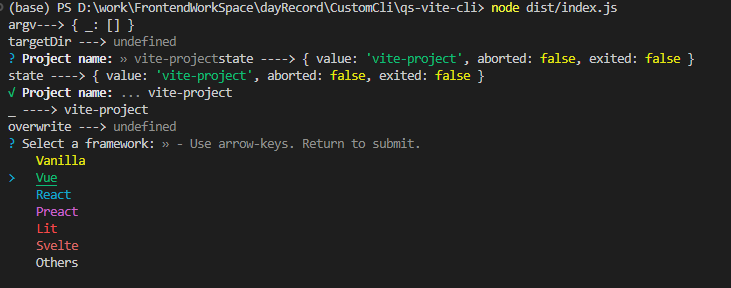 (base) PS D:\work\FrontendWorkSpace\dayRecord\CustomCli\qs-vite-cli> node dist/index.js
argv---> { _: [] }
targetDir ---> undefined
? Project name: » vite-projectstate ----> { value: 'vite-project', aborted: false, exited: false }
state ----> { value: 'vite-project', aborted: false, exited: false }
√ Project name: ... vite-project
_ ----> vite-project
overwrite ---> undefined
? Select a framework: » - Use arrow-keys. Return to submit.
Vanilla
> Vue
React
Preact
Lit
Svelte
Others